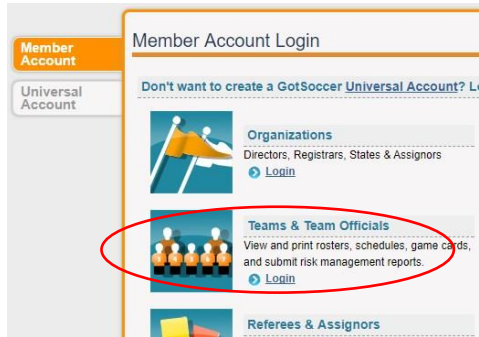 Member
Account
Universal
Account
Member Account Login
Don't want to create a GotSoccer Universal Account? L
Organizations
Directors, Registrars, States & Assignors
Login
Teams & Team Officials
View and print rosters, schedules, game cards,
and submit risk management reports.
Login
Referees & Assignors